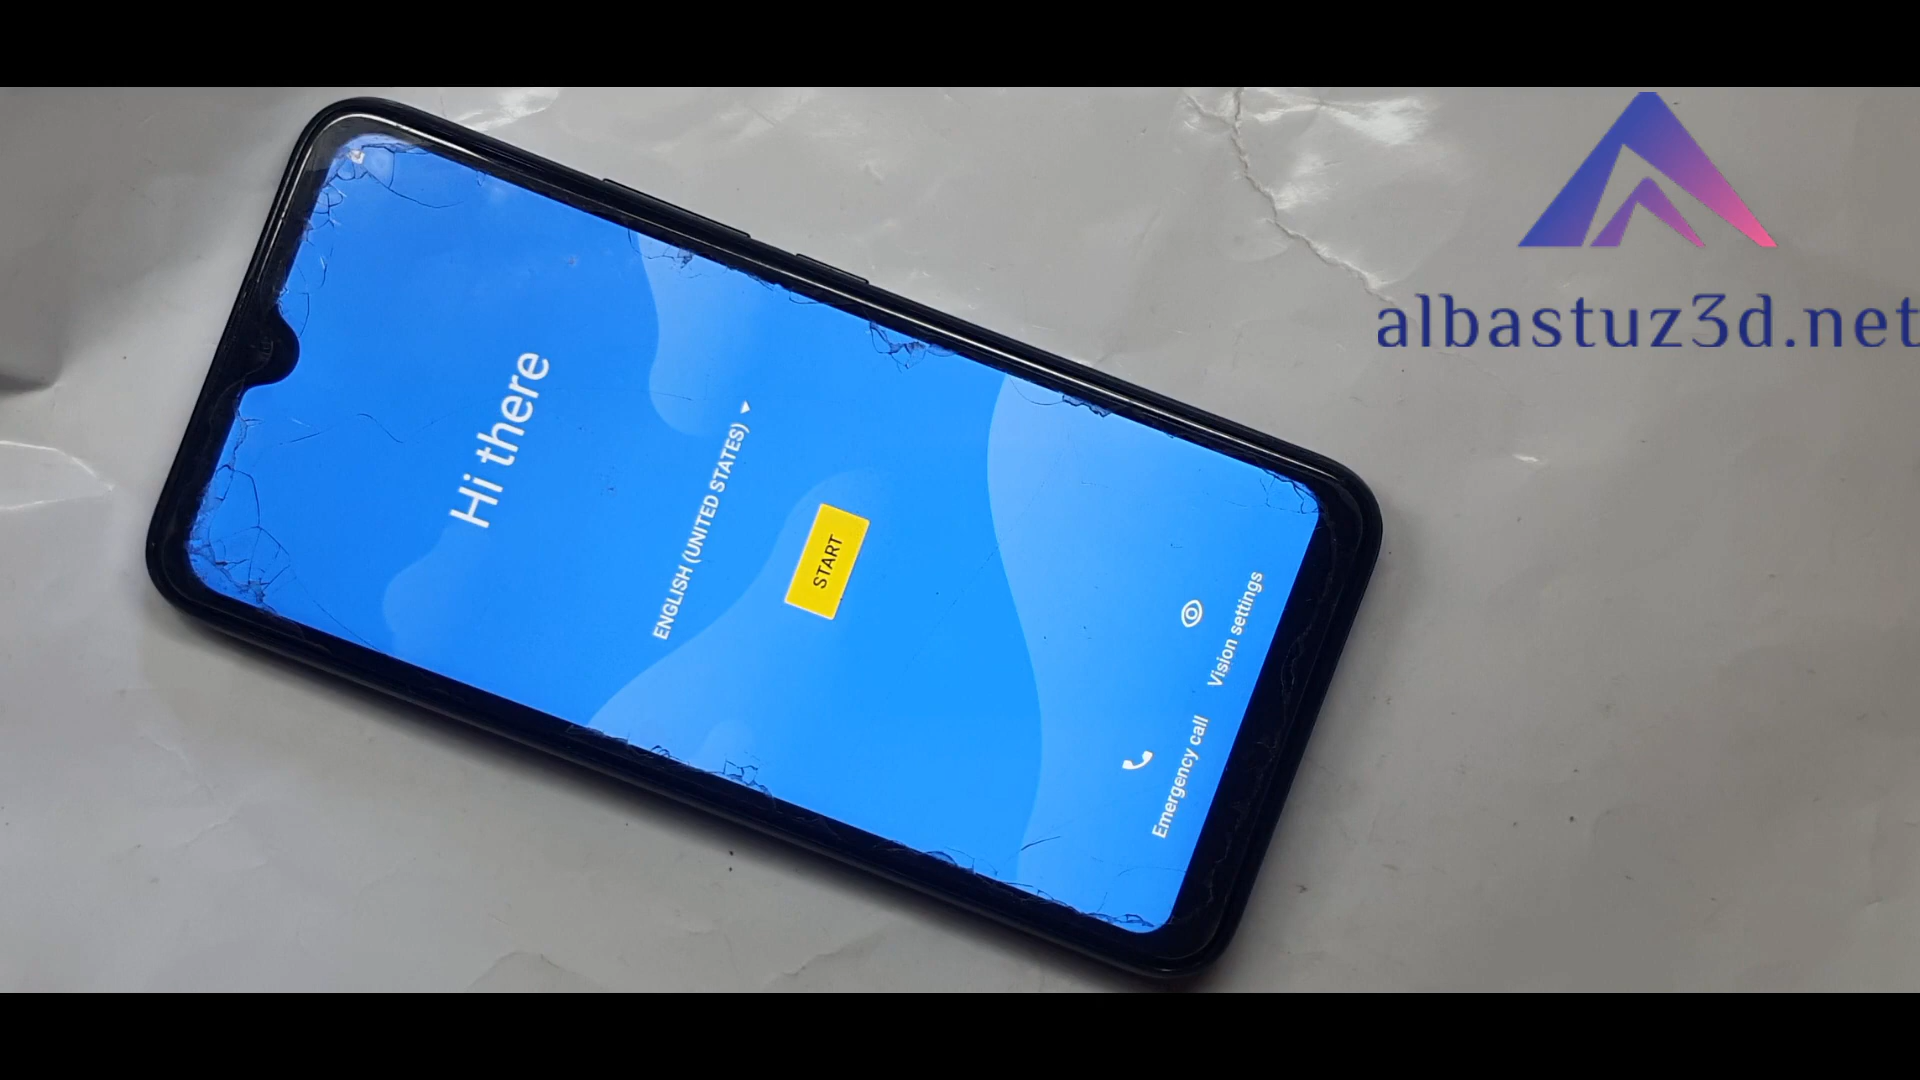 albastuz3d.net
Hi there
ENGLISH (UNITED STATES)
START
Emergency call
Vision settings